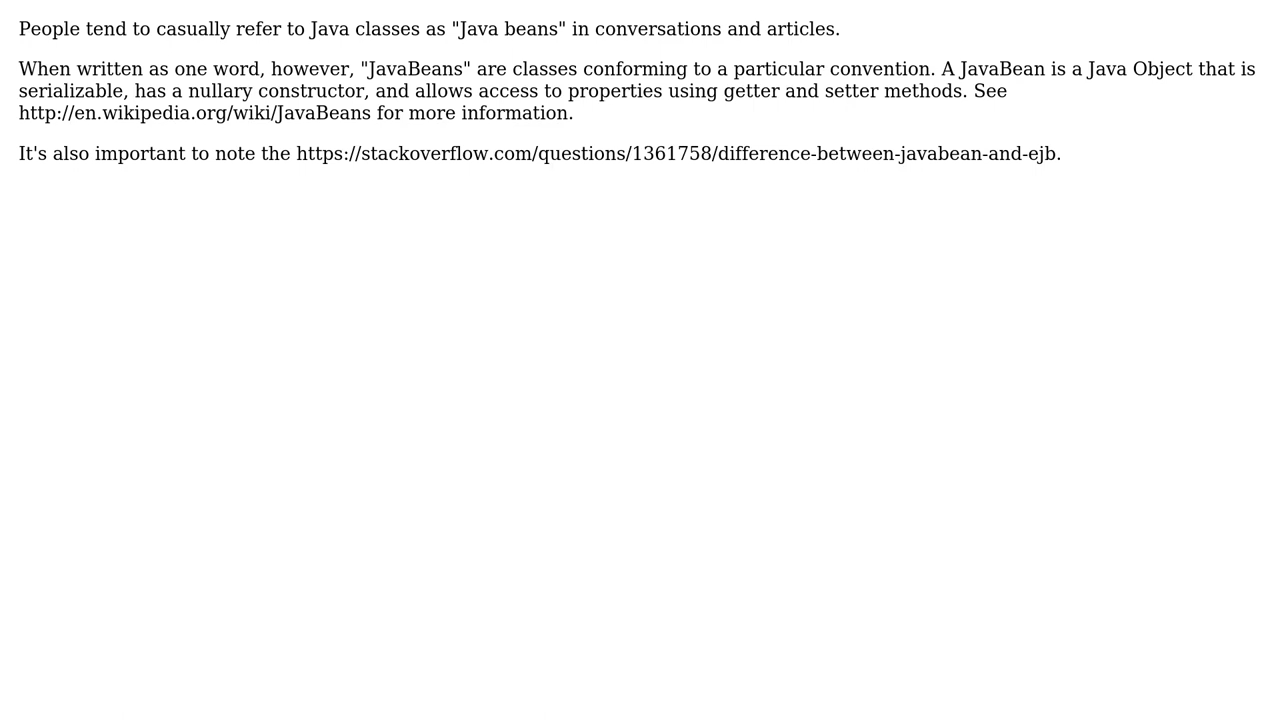 People tend to casually refer to Java classes as "Java beans" in conversations and articles.
When written as one word, however, "JavaBeans" are classes conforming to a particular convention. A JavaBean is a Java Object that is
serializable, has a nullary constructor, and allows access to properties using getter and setter methods. See
http://en.wikipedia.org/wiki/JavaBeans for more information.
It's also important to note the https://stackoverflow.com/questions/1361758/difference-between-javabean-and-ejb.